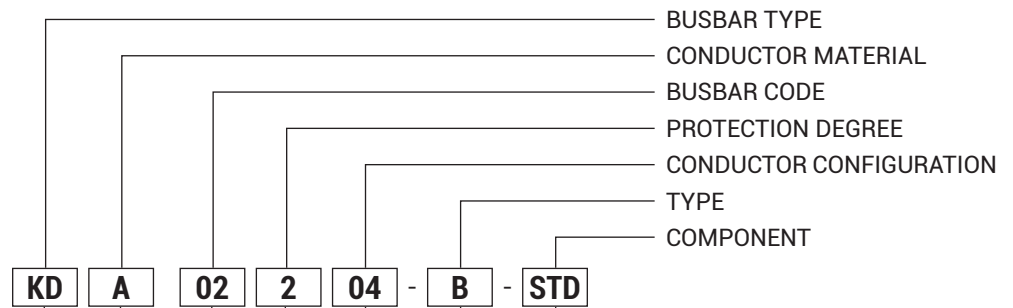 BUSBAR TYPE
CONDUCTOR MATERIAL
BUSBAR CODE
PROTECTION DEGREE
CONDUCTOR CONFIGURATION
TYPE
COMPONENT
KD A 02 2 04 - B - STD